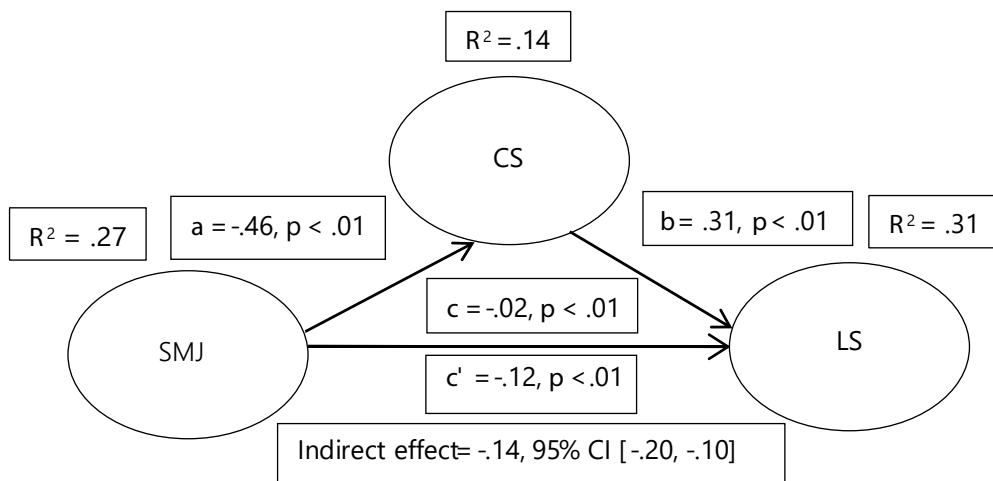 R² = .14
CS
R² = .27
a = -.46, p < .01
b = .31, p < .01
R² = .31
SMJ
c = -.02, p < .01
LS
c' = -.12, p < .01
Indirect effect= -.14, 95% CI [ -.20, -.10]